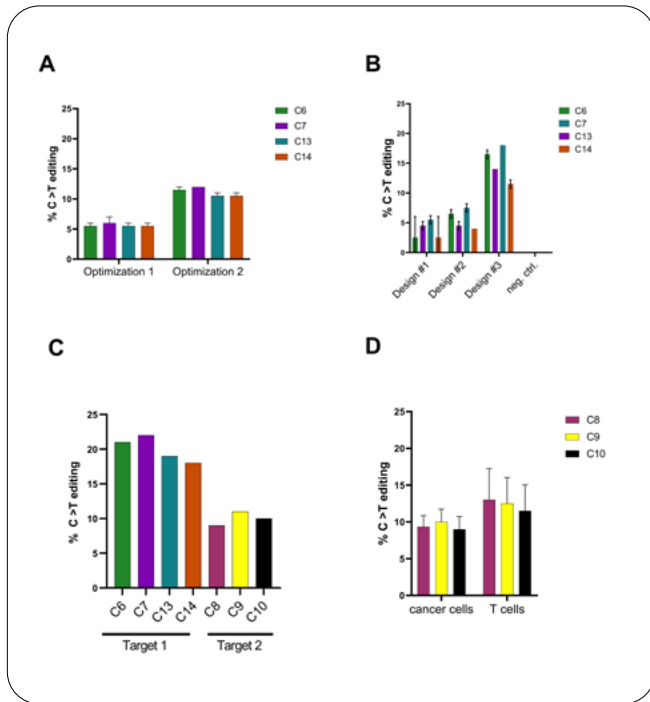 A
% C >T editing
25
20
15
10
5
0
Optimization 1
Optimization 2
C6
C7
C13
C14
B
% C >T editing
25
20
15
10
5
0
Design #1
Design #2
Design #3
neg. ctrl.
C6
C7
C13
C14
C
% C >T editing
25
20
15
10
5
0
C6
C7
C13
C14
C8
C9
C10
Target 1
Target 2
D
% C >T editing
25
20
15
10
5
0
cancer cells
T cells
C8
C9
C10